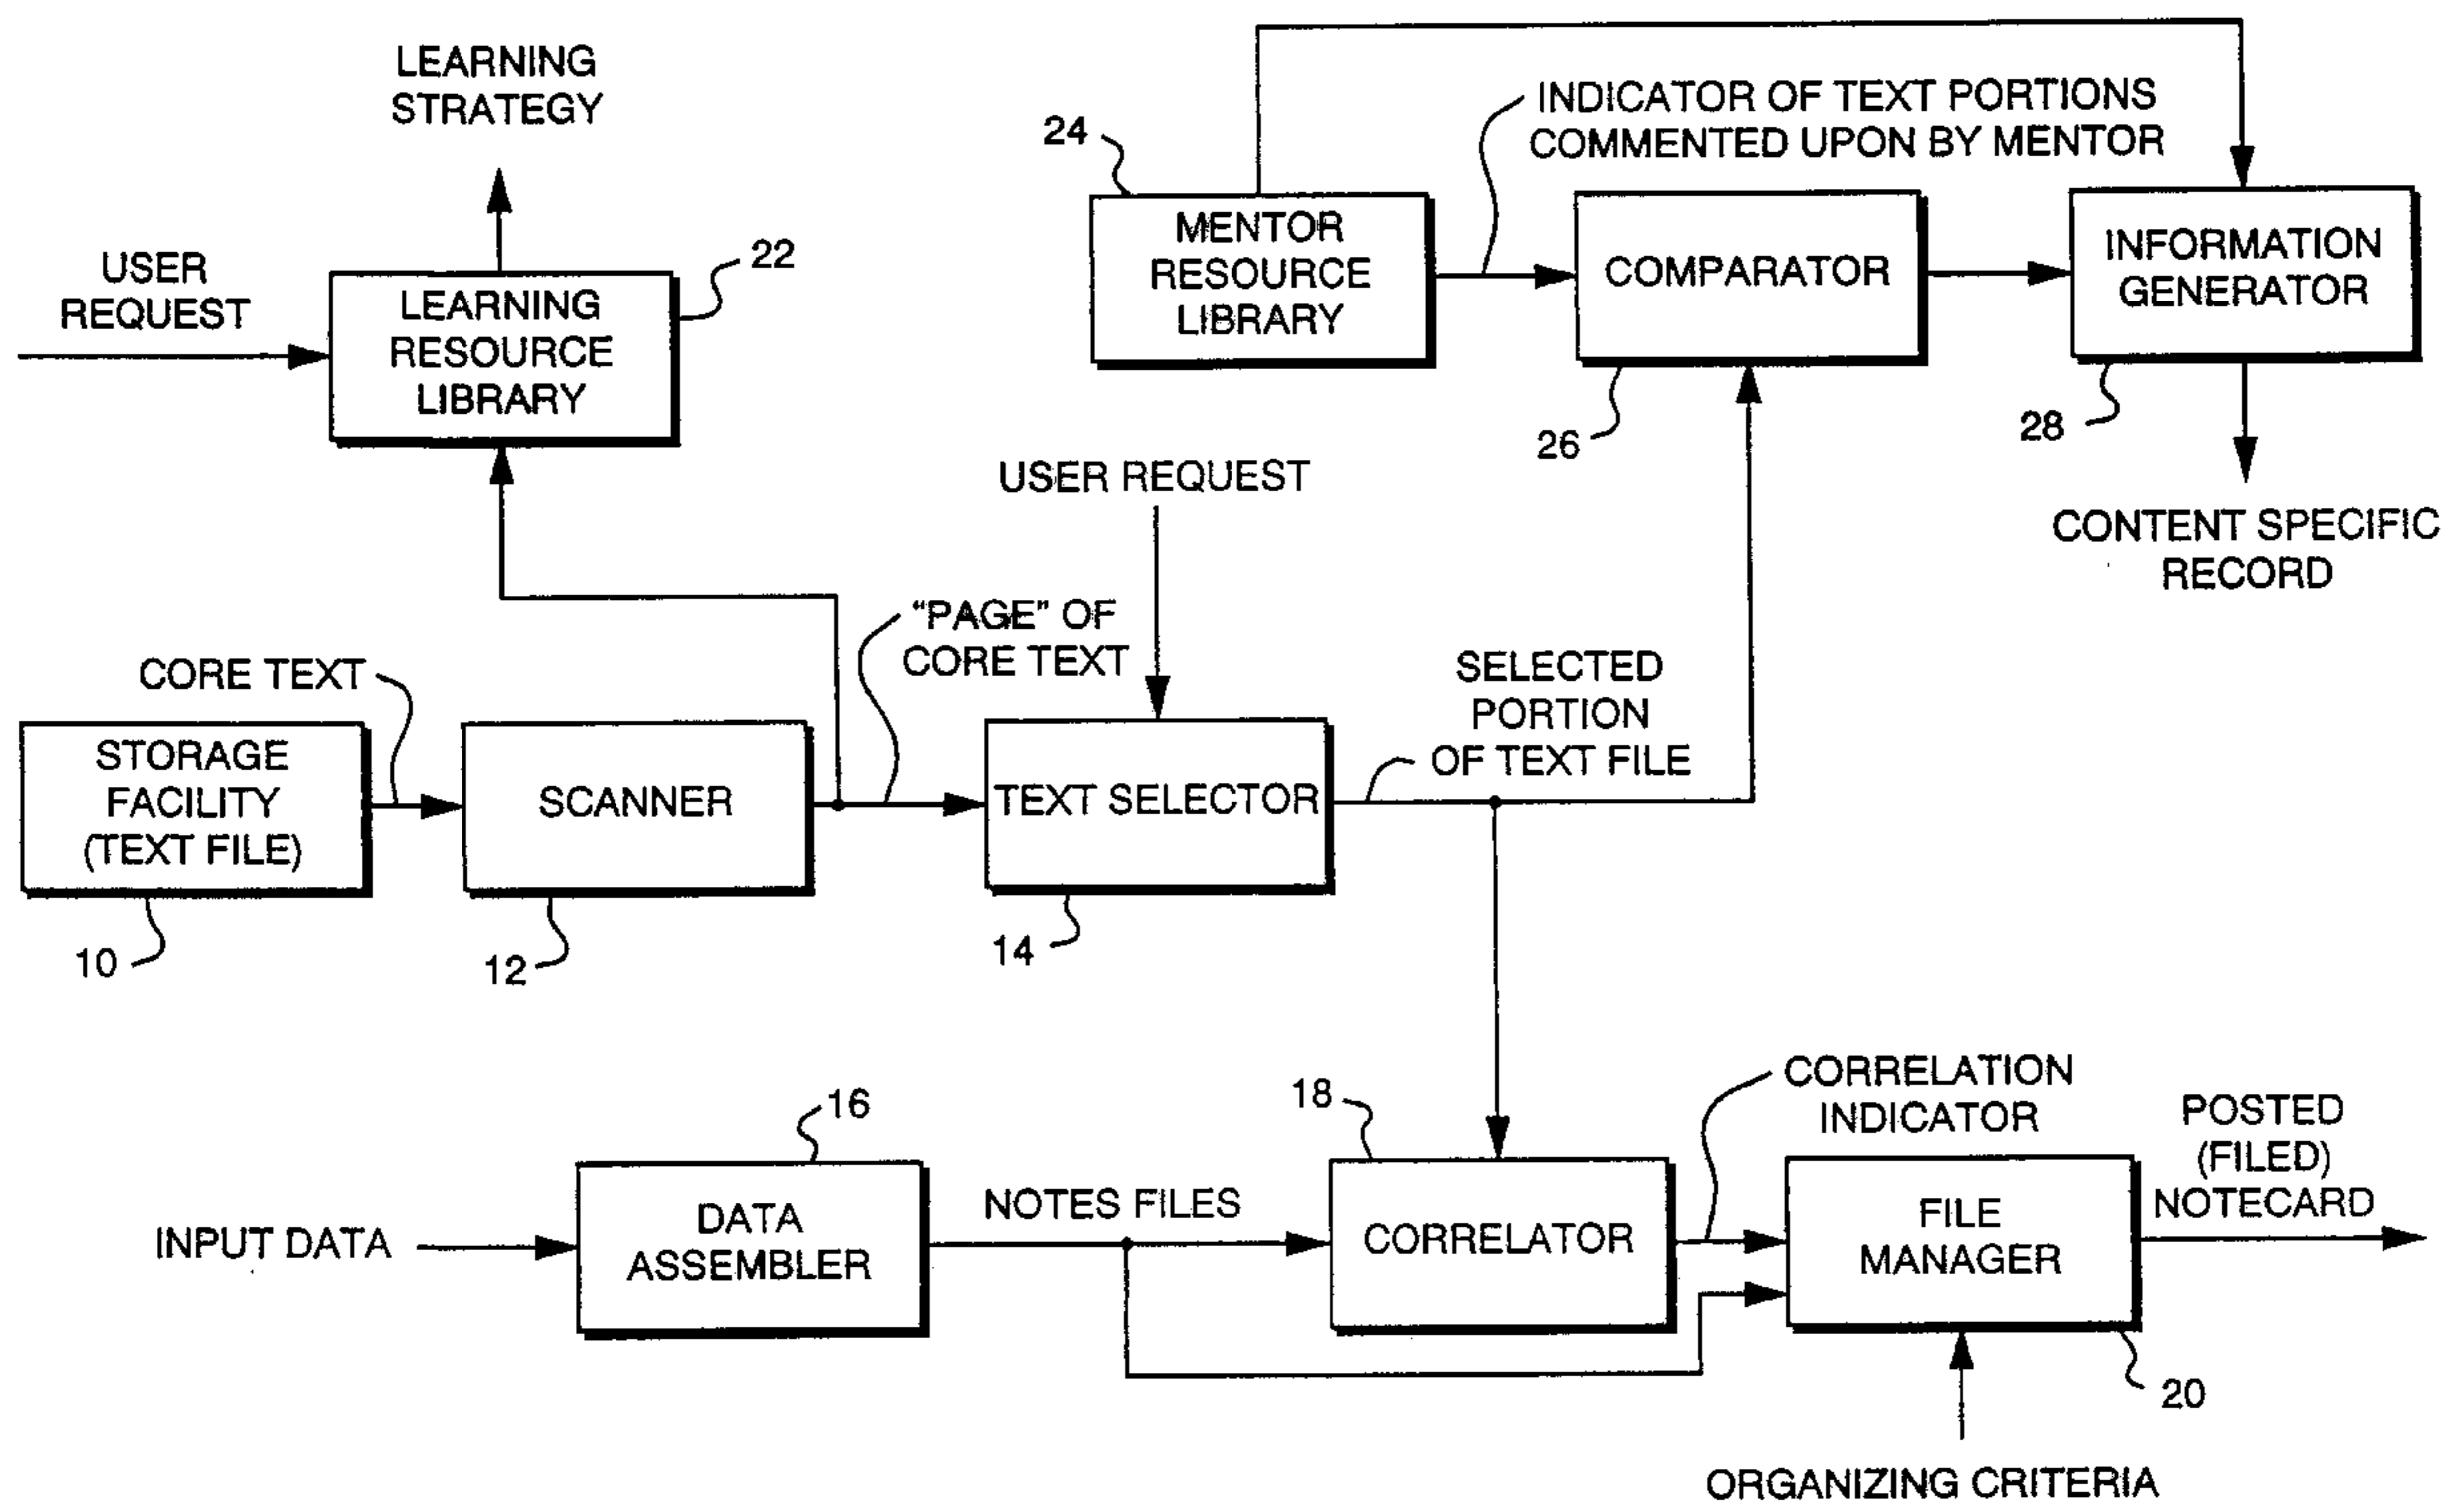 LEARNING
STRATEGY
USER
REQUEST
22
LEARNING
RESOURCE
LIBRARY
24
MENTOR
RESOURCE
LIBRARY
INDICATOR OF TEXT PORTIONS
COMMENTED UPON BY MENTOR
COMPARATOR
26
INFORMATION
GENERATOR
28
CONTENT SPECIFIC
RECORD
USER REQUEST
CORE TEXT
"PAGE" OF
CORE TEXT
SELECTED
PORTION
OF TEXT FILE
STORAGE
FACILITY
(TEXT FILE)
10
SCANNER
12
TEXT SELECTOR
14
INPUT DATA
16
DATA
ASSEMBLER
NOTES FILES
18
CORRELATOR
CORRELATION
INDICATOR
FILE
MANAGER
20
POSTED
(FILED)
NOTECARD
ORGANIZING CRITERIA